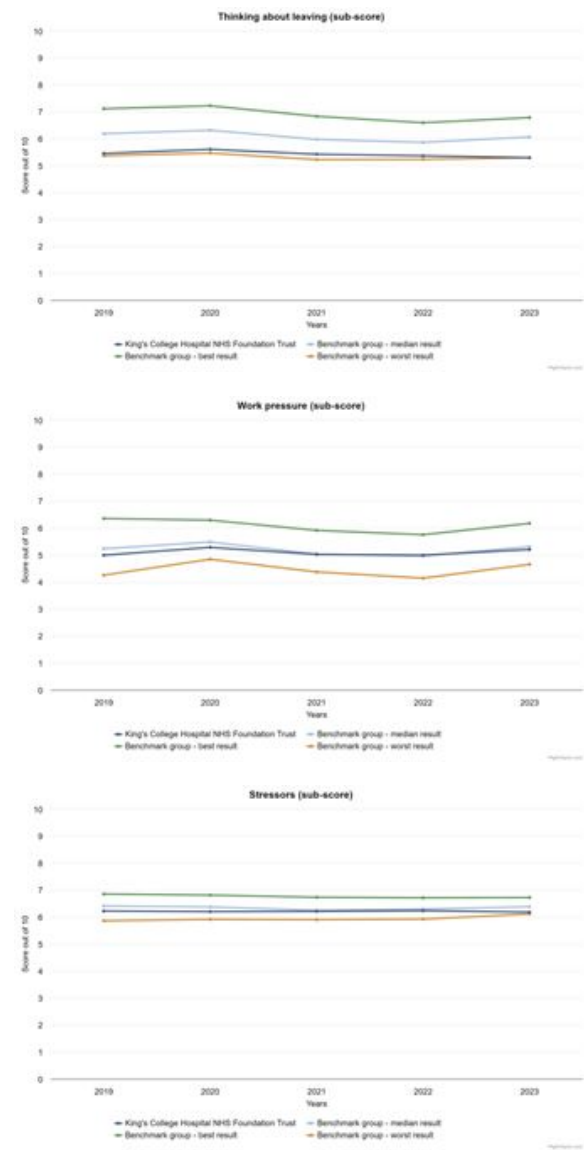 Thinking about leaving (sub-score)
10
9
8
7
6
5
4
3
2
1
0
Score out of 10
2019 2020 2021 2022 2023
Years
King's College Hospital NHS Foundation Trust Benchmark group - median result
Benchmark group - best result Benchmark group - worst result
Work pressure (sub-score)
10
9
8
7
6
5
4
3
2
1
0
Score out of 10
2019 2020 2021 2022 2023
Years
King's College Hospital NHS Foundation Trust Benchmark group - median result
Benchmark group - best result Benchmark group - worst result
Stressors (sub-score)
10
9
8
7
6
5
4
3
2
1
0
Score out of 10
2019 2020 2021 2022 2023
Years
King's College Hospital NHS Foundation Trust Benchmark group - median result
Benchmark group - best result Benchmark group - worst result